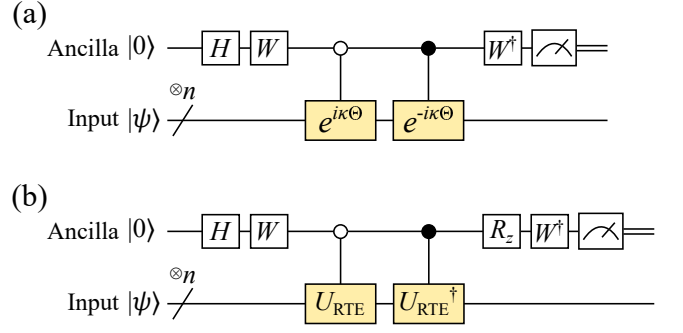 (a)
Ancilla |0⟩ H W W†
⊗n
Input |ψ⟩ e^{iκΘ} e^{-iκΘ}
(b)
Ancilla |0⟩ H W R_z W†
⊗n
Input |ψ⟩ U_RTE U_RTE†